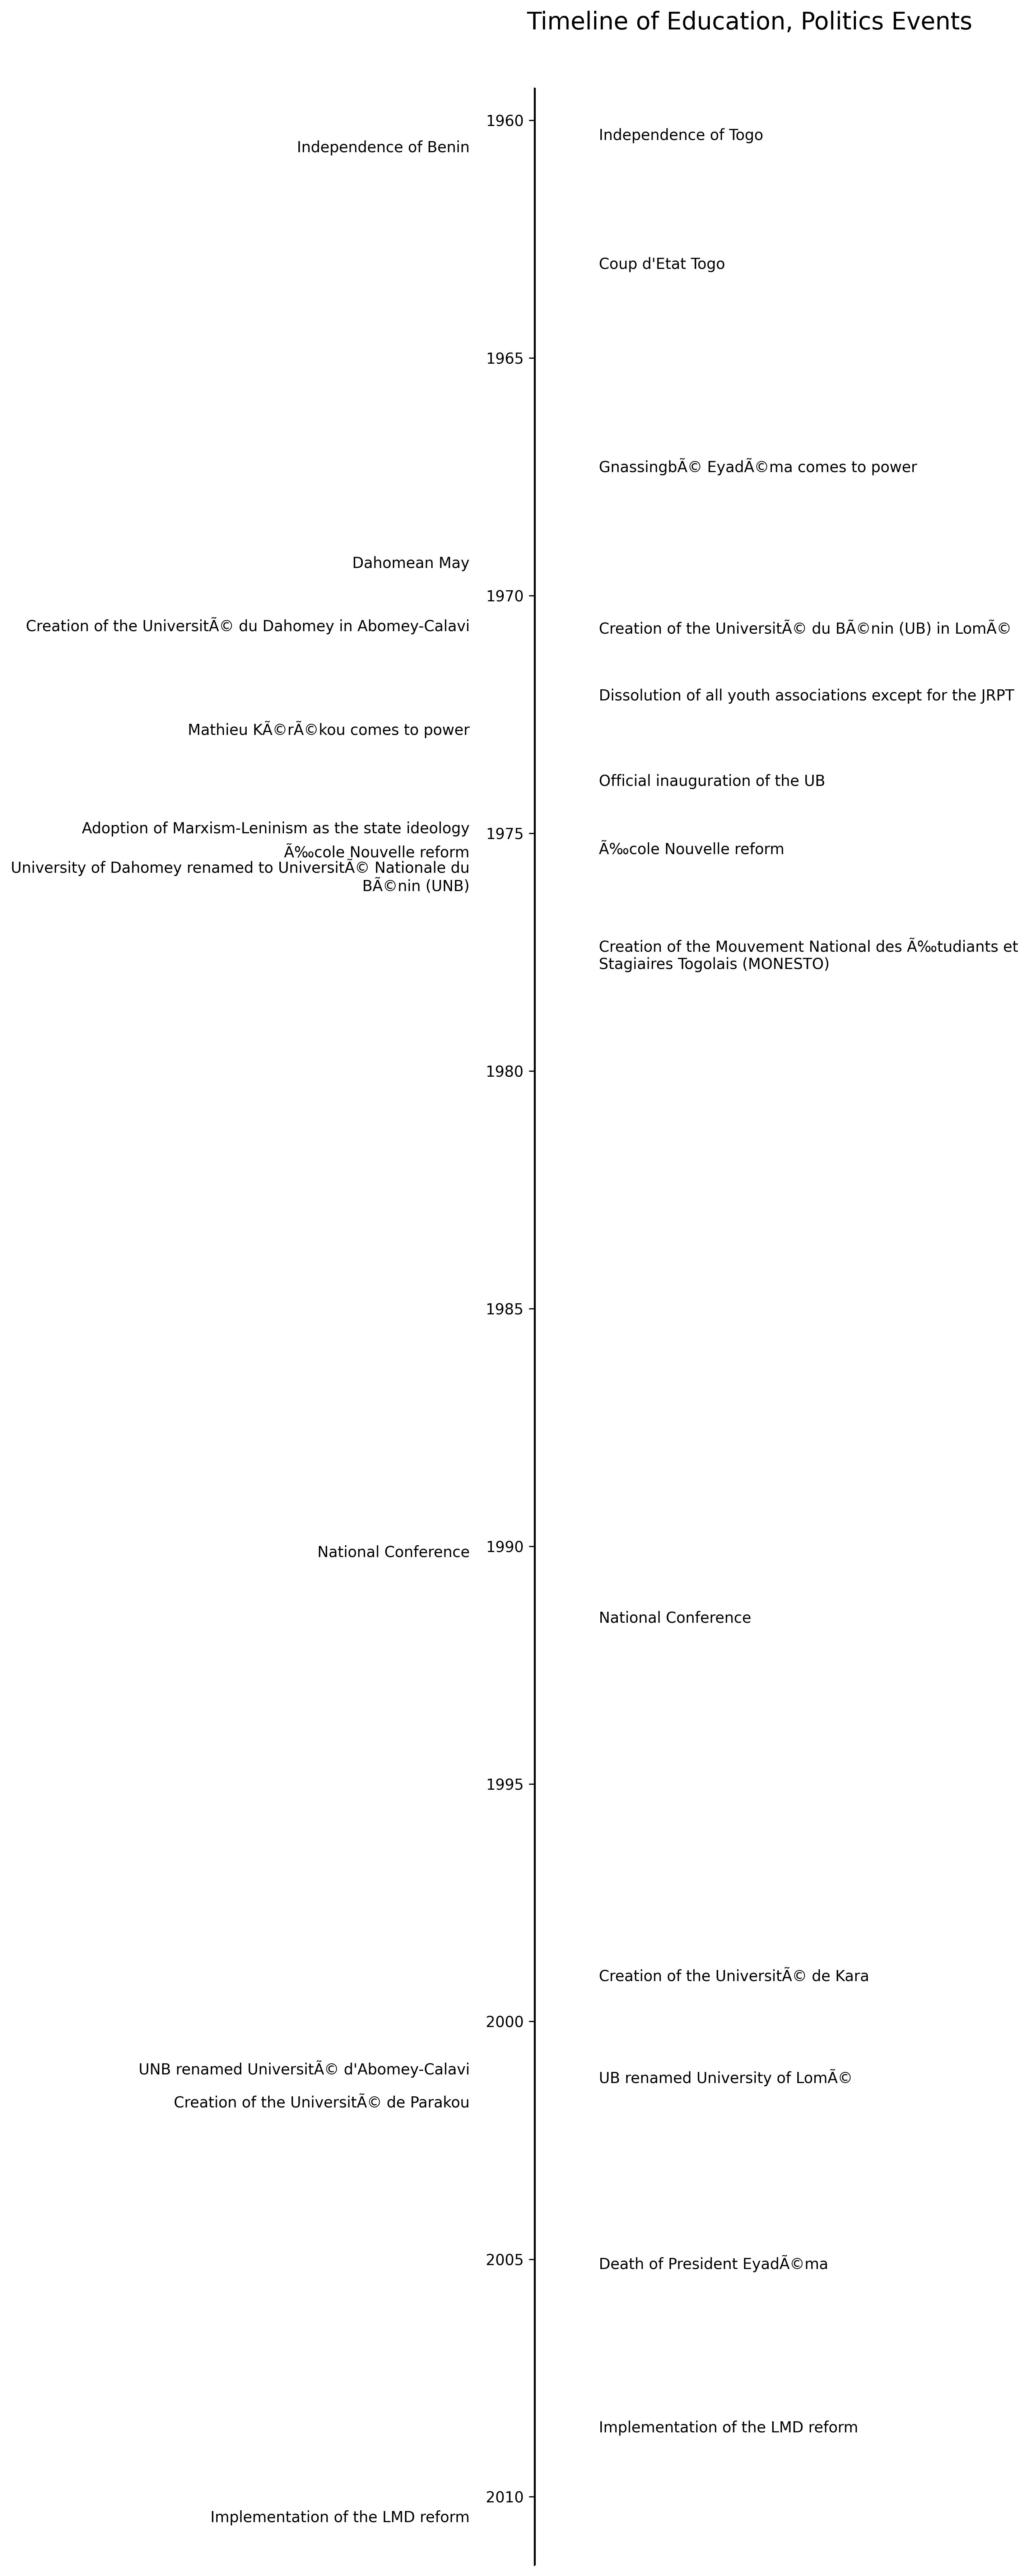 Timeline of Education, Politics Events
1960
Independence of Togo
Independence of Benin
Coup d'Etat Togo
1965
GnassingbÃ© EyadÃ©ma comes to power
Dahomean May
1970
Creation of the UniversitÃ© du Dahomey in Abomey-Calavi
Creation of the UniversitÃ© du BÃ©nin (UB) in LomÃ©
Dissolution of all youth associations except for the JRPT
Mathieu KÃ©rÃ©kou comes to power
Official inauguration of the UB
Adoption of Marxism-Leninism as the state ideology
1975
Ã‰cole Nouvelle reform
Ã‰cole Nouvelle reform
University of Dahomey renamed to UniversitÃ© Nationale du
BÃ©nin (UNB)
Creation of the Mouvement National des Ã‰tudiants et
Stagiaires Togolais (MONESTO)
1980
1985
1990
National Conference
National Conference
1995
Creation of the UniversitÃ© de Kara
2000
UNB renamed UniversitÃ© d'Abomey-Calavi
UB renamed University of LomÃ©
Creation of the UniversitÃ© de Parakou
2005
Death of President EyadÃ©ma
Implementation of the LMD reform
2010
Implementation of the LMD reform